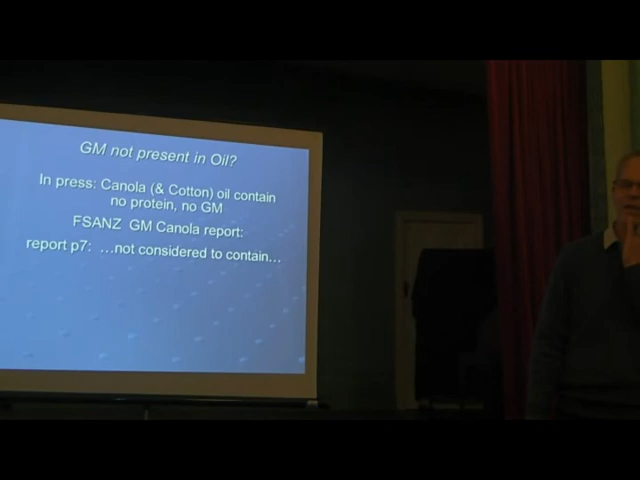 GM not present in Oil?
In press: Canola (& Cotton) oil contain
no protein, no GM
FSANZ GM Canola report:
report p7: ...not considered to contain...